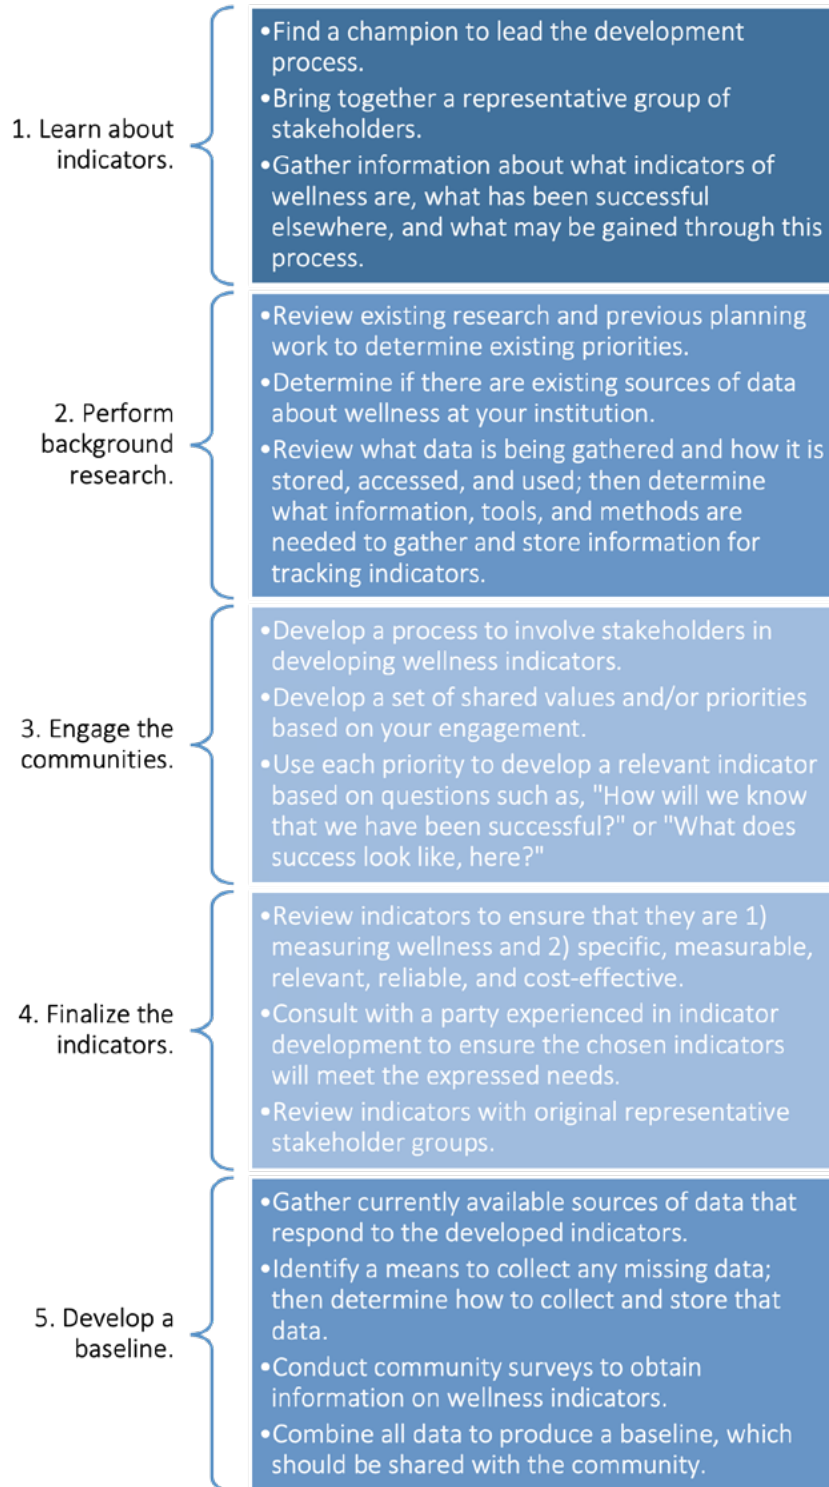 1. Learn about
indicators.
•Find a champion to lead the development
process.
•Bring together a representative group of
stakeholders.
•Gather information about what indicators of
wellness are, what has been successful
elsewhere, and what may be gained through this
process.
2. Perform
background
research.
•Review existing research and previous planning
work to determine existing priorities.
•Determine if there are existing sources of data
about wellness at your institution.
•Review what data is being gathered and how it is
stored, accessed, and used; then determine
what information, tools, and methods are
needed to gather and store information for
tracking indicators.
3. Engage the
communities.
•Develop a process to involve stakeholders in
developing wellness indicators.
•Develop a set of shared values and/or priorities
based on your engagement.
•Use each priority to develop a relevant indicator
based on questions such as, "How will we know
that we have been successful?" or "What does
success look like, here?"
4. Finalize the
indicators.
•Review indicators to ensure that they are 1)
measuring wellness and 2) specific, measurable,
relevant, reliable, and cost-effective.
•Consult with a party experienced in indicator
development to ensure the chosen indicators
will meet the expressed needs.
•Review indicators with original representative
stakeholder groups.
5. Develop a
baseline.
•Gather currently available sources of data that
respond to the developed indicators.
•Identify a means to collect any missing data;
then determine how to collect and store that
data.
•Conduct community surveys to obtain
information on wellness indicators.
•Combine all data to produce a baseline, which
should be shared with the community.